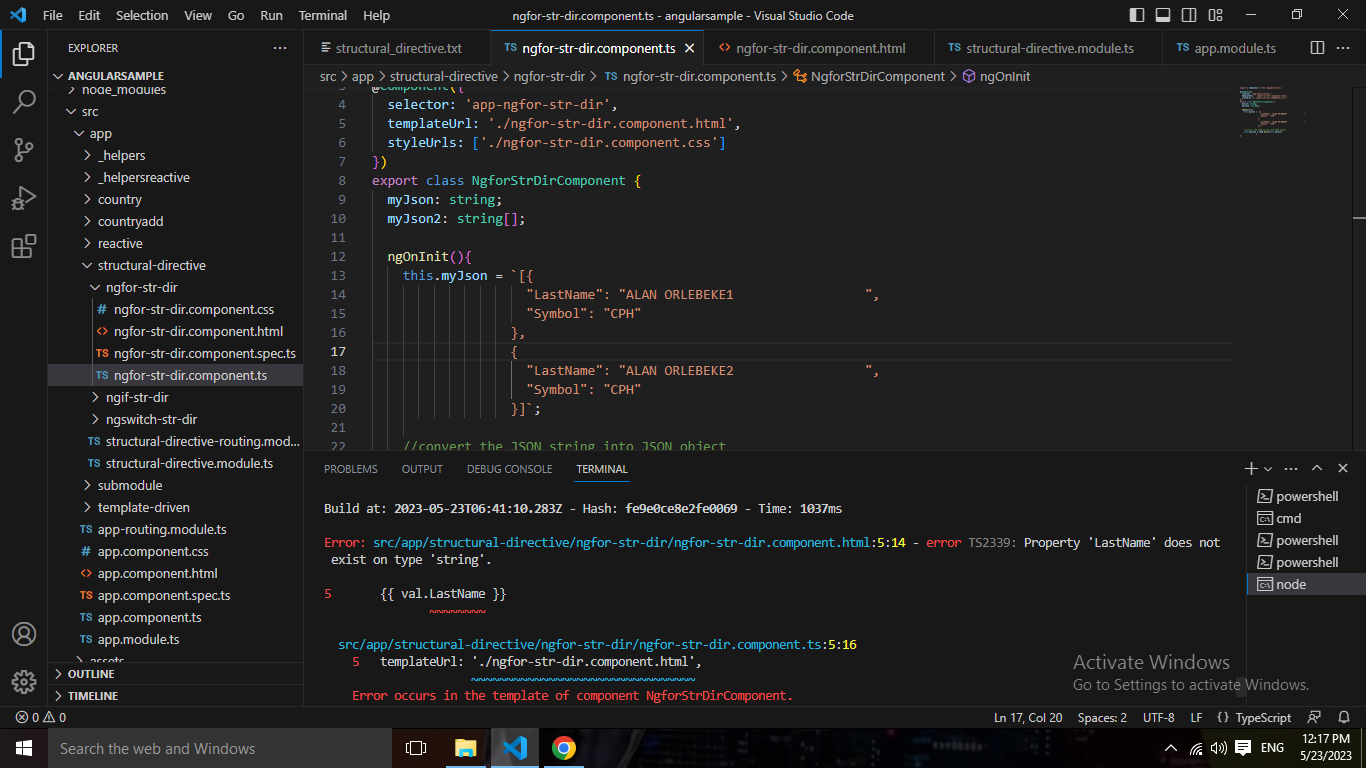 File Edit Selection View Go Run Terminal Help
ngfor-str-dir.component.ts - angularsample - Visual Studio Code
EXPLORER
ANGULARSAMPLE
node_modules
src
app
_helpers
_helpersreactive
country
countryadd
reactive
structural-directive
ngfor-str-dir
# ngfor-str-dir.component.css
<> ngfor-str-dir.component.html
TS ngfor-str-dir.component.spec.ts
TS ngfor-str-dir.component.ts
ngif-str-dir
ngswitch-str-dir
TS structural-directive-routing.mod...
TS structural-directive.module.ts
submodule
template-driven
TS app-routing.module.ts
# app.component.css
<> app.component.html
TS app.component.spec.ts
TS app.component.ts
TS app.module.ts
assets
OUTLINE
TIMELINE
structural_directive.txt
TS ngfor-str-dir.component.ts
<> ngfor-str-dir.component.html
TS structural-directive.module.ts
TS app.module.ts
src > app > structural-directive > ngfor-str-dir > TS ngfor-str-dir.component.ts > NgforStrDirComponent > ngOnInit
3 @Component({
4 selector: 'app-ngfor-str-dir',
5 templateUrl: './ngfor-str-dir.component.html',
6 styleUrls: ['./ngfor-str-dir.component.css']
7 })
8 export class NgforStrDirComponent {
9 myJson: string;
10 myJson2: string[];
11
12 ngOnInit(){
13 this.myJson = `[{
14 "LastName": "ALAN ORLEBEKE1                 ",
15 "Symbol": "CPH"
16 },
17 {
18 "LastName": "ALAN ORLEBEKE2                 ",
19 "Symbol": "CPH"
20 }]`;
21
22 //convert the JSON string into JSON object
PROBLEMS OUTPUT DEBUG CONSOLE TERMINAL
Build at: 2023-05-23T06:41:10.283Z - Hash: fe9e0ce8e2fe0069 - Time: 1037ms
Error: src/app/structural-directive/ngfor-str-dir/ngfor-str-dir.component.html:5:14 - error TS2339: Property 'LastName' does not
exist on type 'string'.
5 {{ val.LastName }}
~~~~~~~~
src/app/structural-directive/ngfor-str-dir/ngfor-str-dir.component.ts:5:16
5 templateUrl: './ngfor-str-dir.component.html',
~~~~~~~~~~~~~~~~~~~~~~~~~~~~~~
Error occurs in the template of component NgforStrDirComponent.
powershell
cmd
powershell
powershell
node
Activate Windows
Go to Settings to activate Windows.
0 0
Ln 17, Col 20 Spaces: 2 UTF-8 LF {} TypeScript
Search the web and Windows
ENG
12:17 PM
5/23/2023